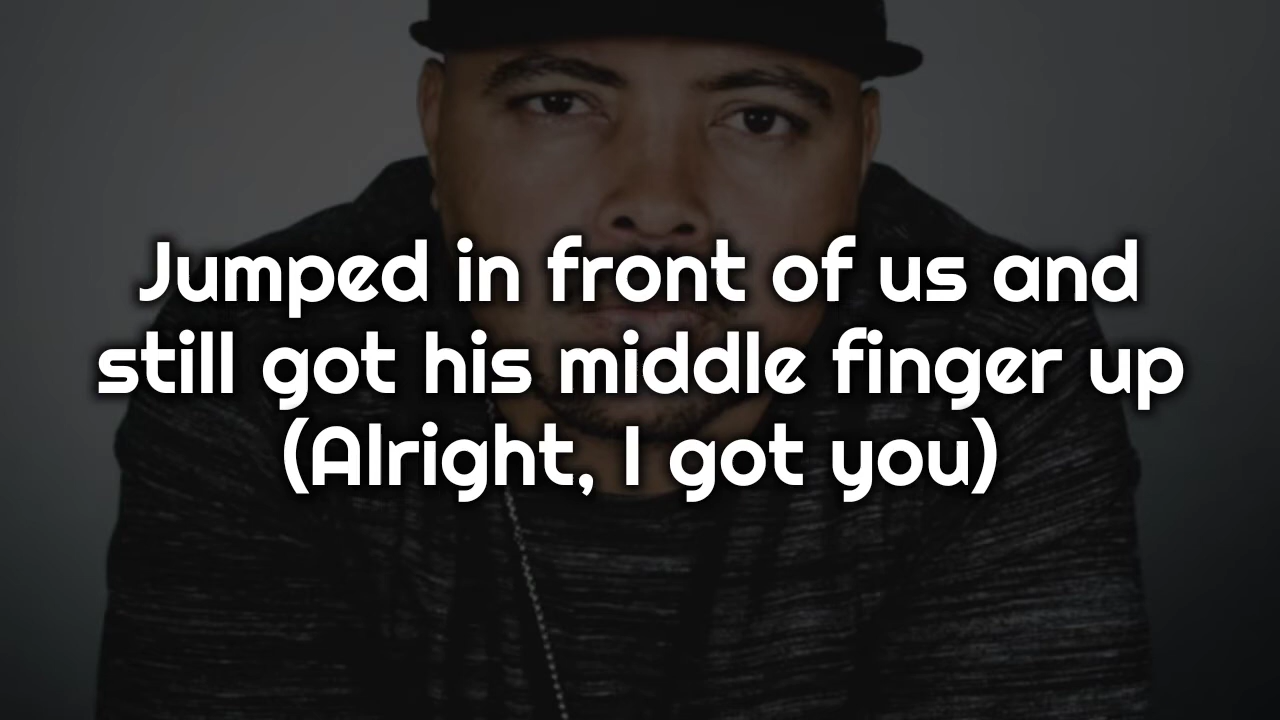 Jumped in front of us and
still got his middle finger up
(Alright, I got you)